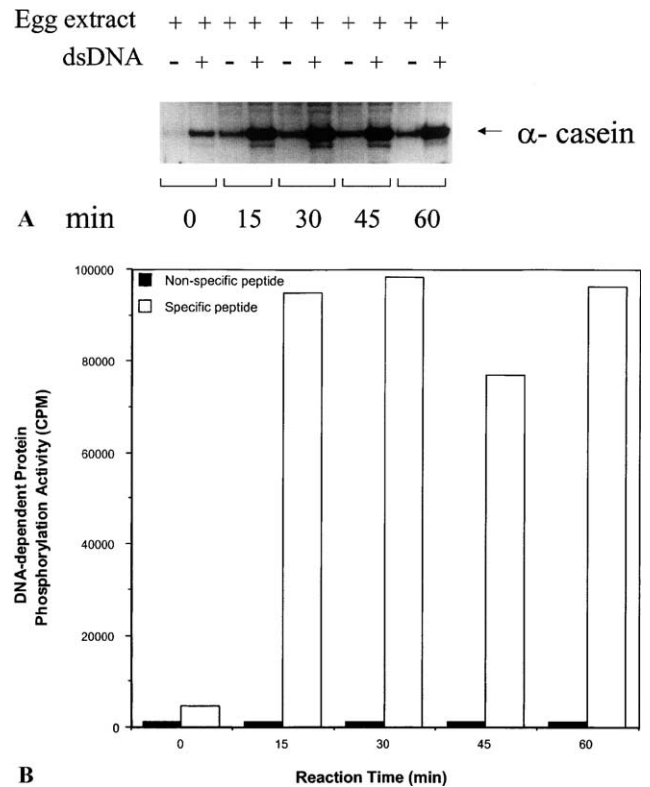 Egg extract + + + + + + + + + +
dsDNA - + - + - + - + - +
← α- casein
A min 0 15 30 45 60
100000
Non-specific peptide
Specific peptide
80000
60000
40000
20000
0
DNA-dependent Protein
Phosphorylation Activity (CPM)
0 15 30 45 60
B Reaction Time (min)